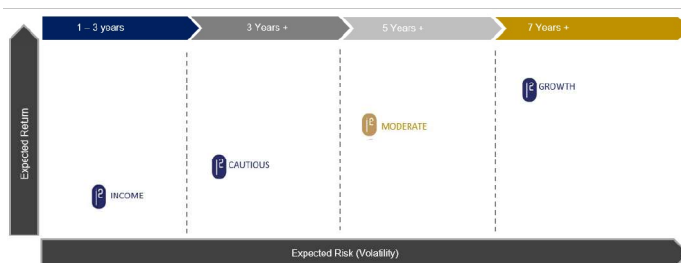 1 – 3 years
3 Years +
5 Years +
7 Years +
Expected Return
GROWTH
MODERATE
CAUTIOUS
INCOME
Expected Risk (Volatility)